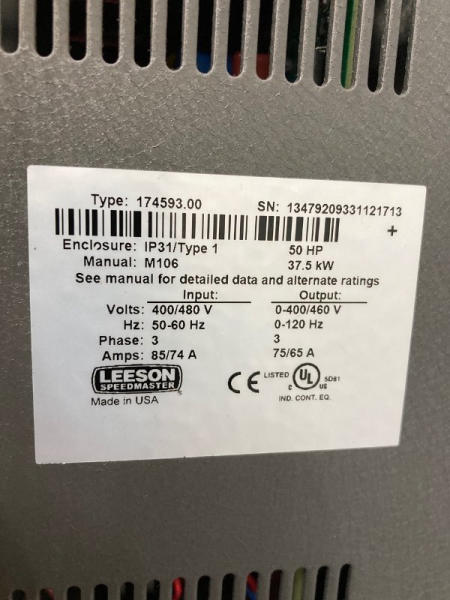 Type: 174593.00 SN: 13479209331121713
+
Enclosure: IP31/Type 1 50 HP
Manual: M106 37.5 kW
See manual for detailed data and alternate ratings
Input: Output:
Volts: 400/480 V 0-400/460 V
Hz: 50-60 Hz 0-120 Hz
Phase: 3 3
Amps: 85/74 A 75/65 A
LEESON
SPEEDMASTER
Made in USA
CE LISTED C UL US 5D81
IND. CONT. EQ.